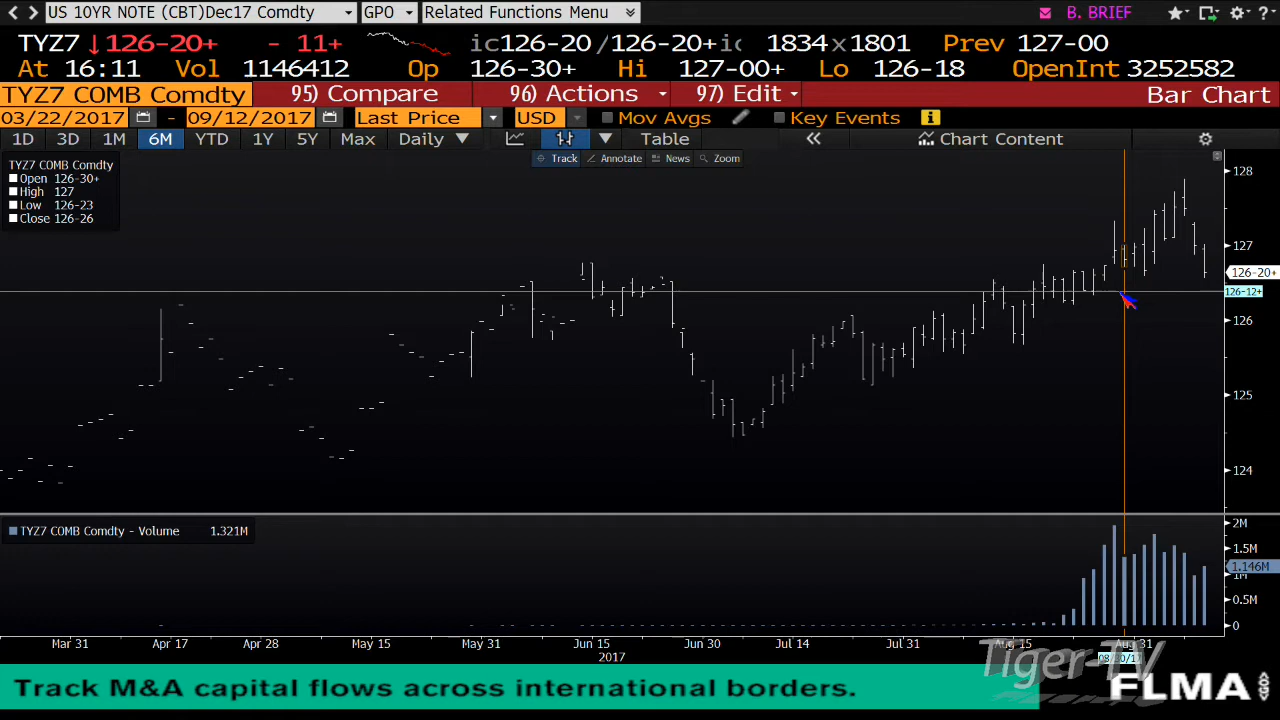 US 10YR NOTE (CBT)Dec17 Comdty GPO Related Functions Menu B. BRIEF
TYZ7 ↓126-20+ - 11+ ic126-20 /126-20+ic 1834x1801 Prev 127-00
At 16:11 Vol 1146412 Op 126-30+ Hi 127-00+ Lo 126-18 OpenInt 3252582
TYZ7 COMB Comdty 95) Compare 96) Actions 97) Edit Bar Chart
03/22/2017 - 09/12/2017 Last Price USD Mov Avgs Key Events
1D 3D 1M 6M YTD 1Y 5Y Max Daily Table « Chart Content
Track Annotate News Zoom
TYZ7 COMB Comdty
Open 126-30+
High 127
Low 126-23
Close 126-26
128
127
126-20+
126-12+
126
125
124
TYZ7 COMB Comdty - Volume 1.321M
2M
1.5M
1.146M
1M
0.5M
0
Mar 31 Apr 17 Apr 28 May 15 May 31 Jun 15 Jun 30 Jul 14 Jul 31 Aug 15 Aug 31
2017
08/30/17
Tiger-TV
Track M&A capital flows across international borders.
FLMA